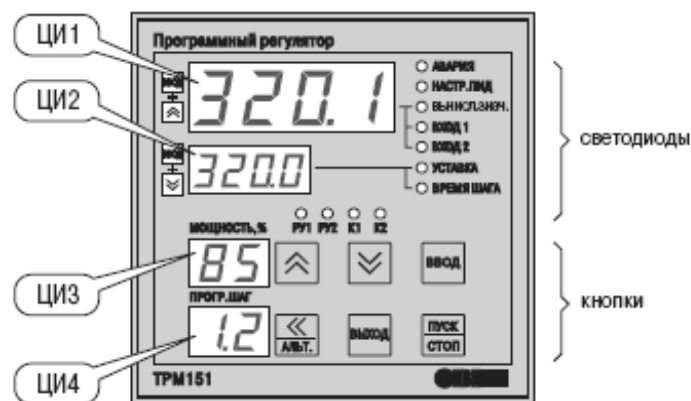 ЦИ1
Программный регулятор
320.1
АВАРИЯ
НАСТР.ПИД
ВЫЧИСЛ.ЗНАЧ.
ВХОД 1
ВХОД 2
ЦИ2
320.0
УСТАВКА
ВРЕМЯ ШАГА
светодиоды
МОЩНОСТЬ,%
РУ1 РУ2 К1 К2
ЦИ3
85
ВВОД
кнопки
ПРОГР.ШАГ
1.2
АЛЬТ.
ВЫХОД
ПУСК
СТОП
ЦИ4
ТРМ151